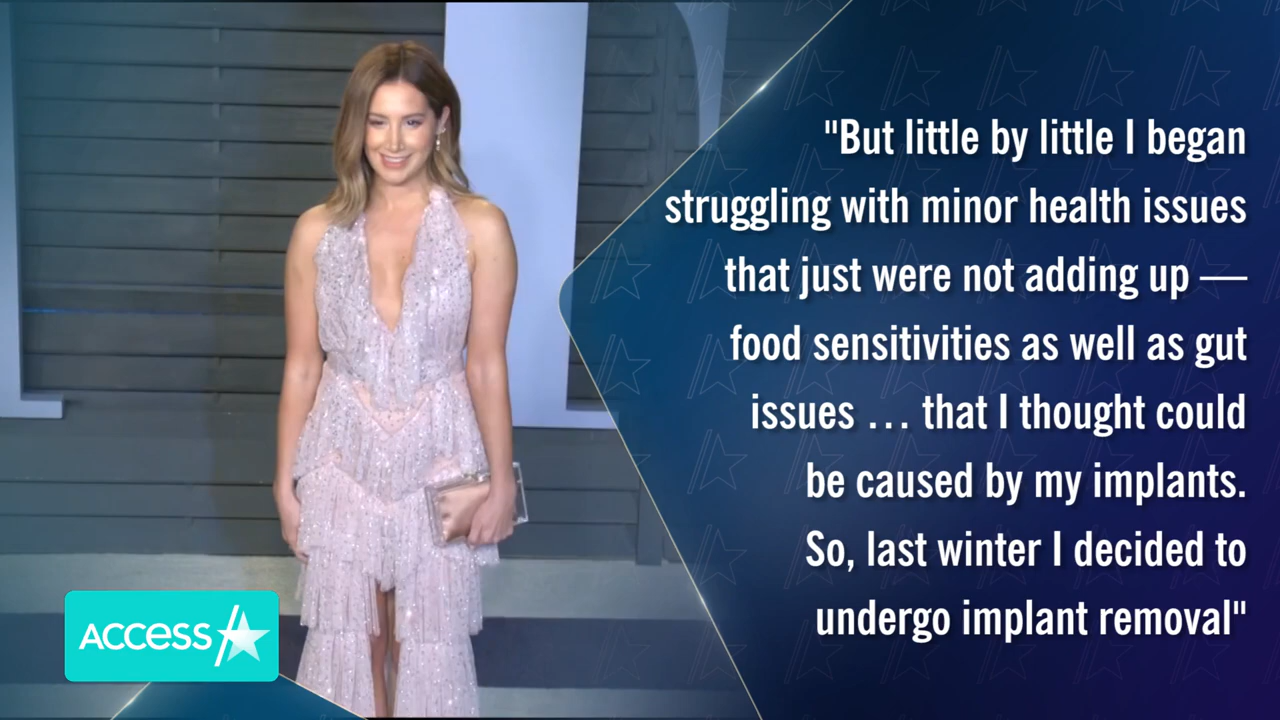 "But little by little I began
struggling with minor health issues
that just were not adding up —
food sensitivities as well as gut
issues … that I thought could
be caused by my implants.
So, last winter I decided to
undergo implant removal"
ACCESS